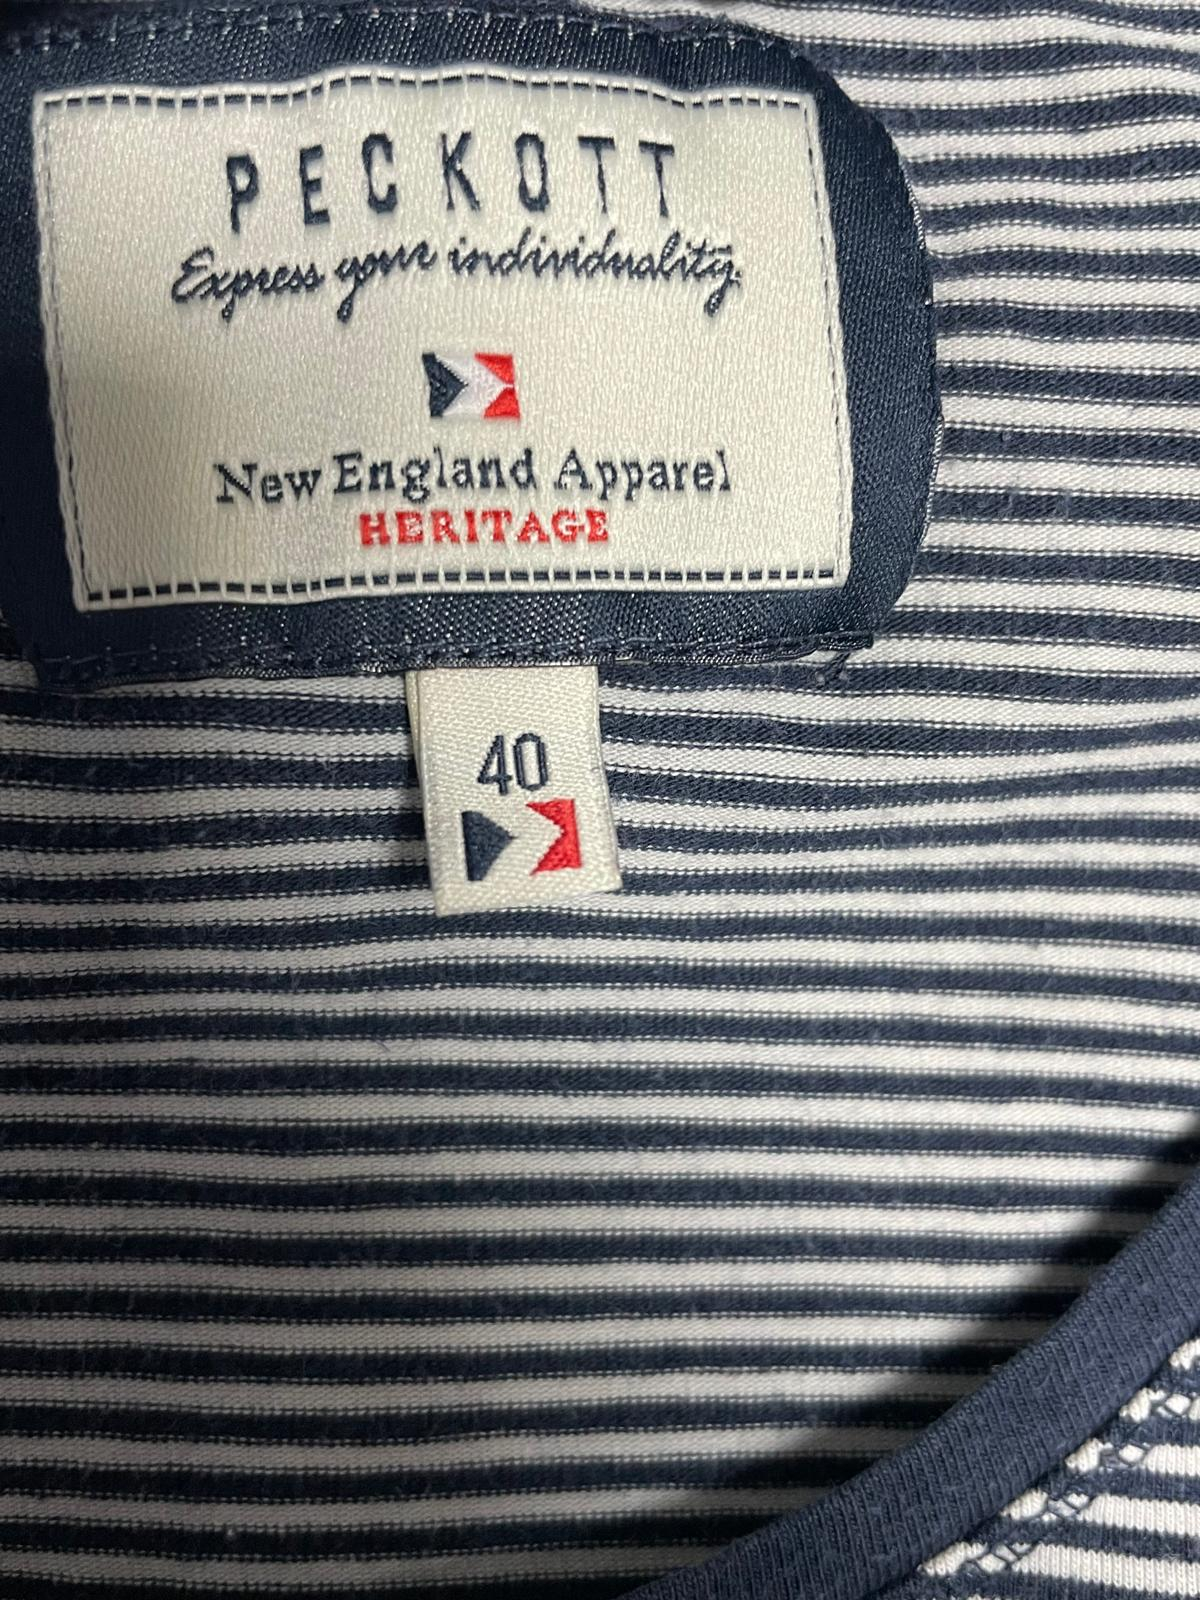 PECKOTT
Express your individuality.
New England Apparel
HERITAGE
40